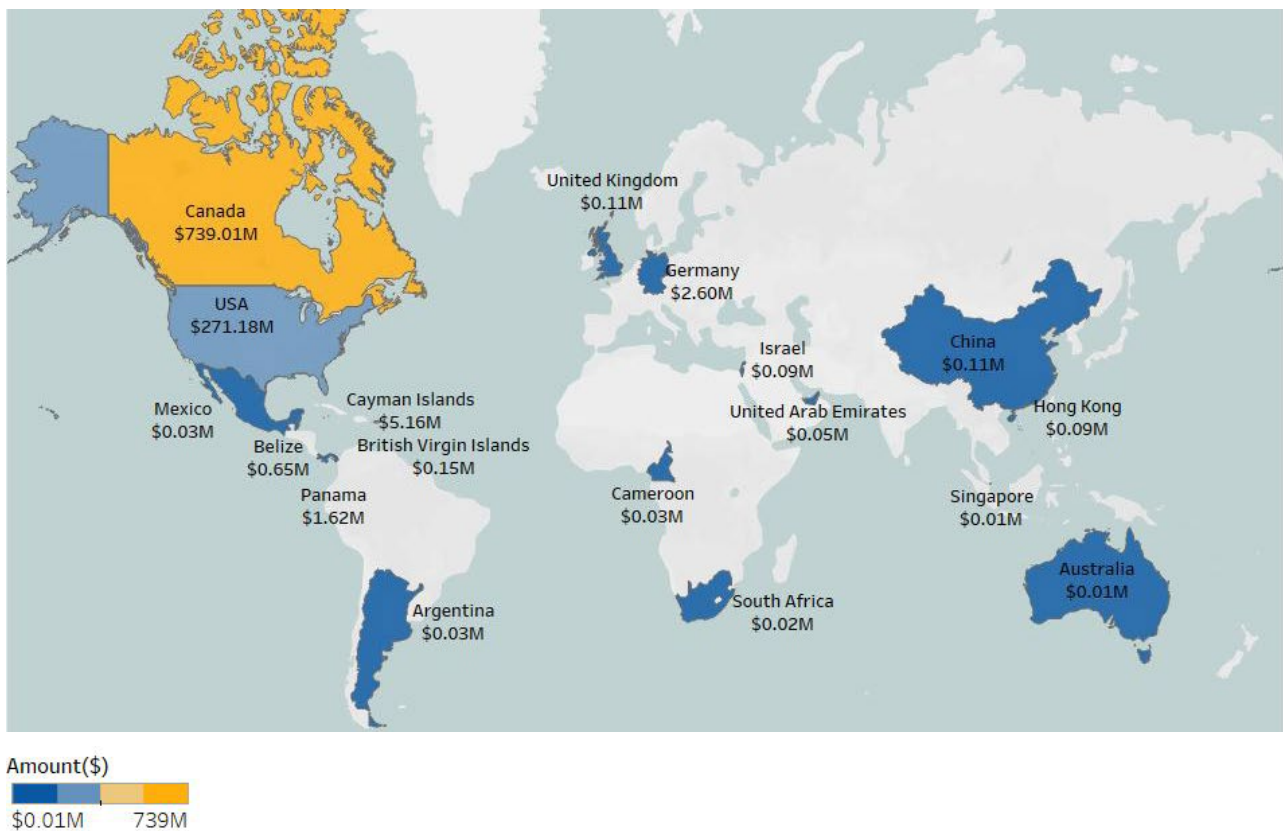 Canada
$739.01M
USA
$271.18M
Mexico
$0.03M
Belize
$0.65M
Panama
$1.62M
Cayman Islands
$5.16M
British Virgin Islands
$0.15M
Argentina
$0.03M
United Kingdom
$0.11M
Germany
$2.60M
Israel
$0.09M
United Arab Emirates
$0.05M
Cameroon
$0.03M
South Africa
$0.02M
China
$0.11M
Hong Kong
$0.09M
Singapore
$0.01M
Australia
$0.01M
Amount($)
$0.01M 739M